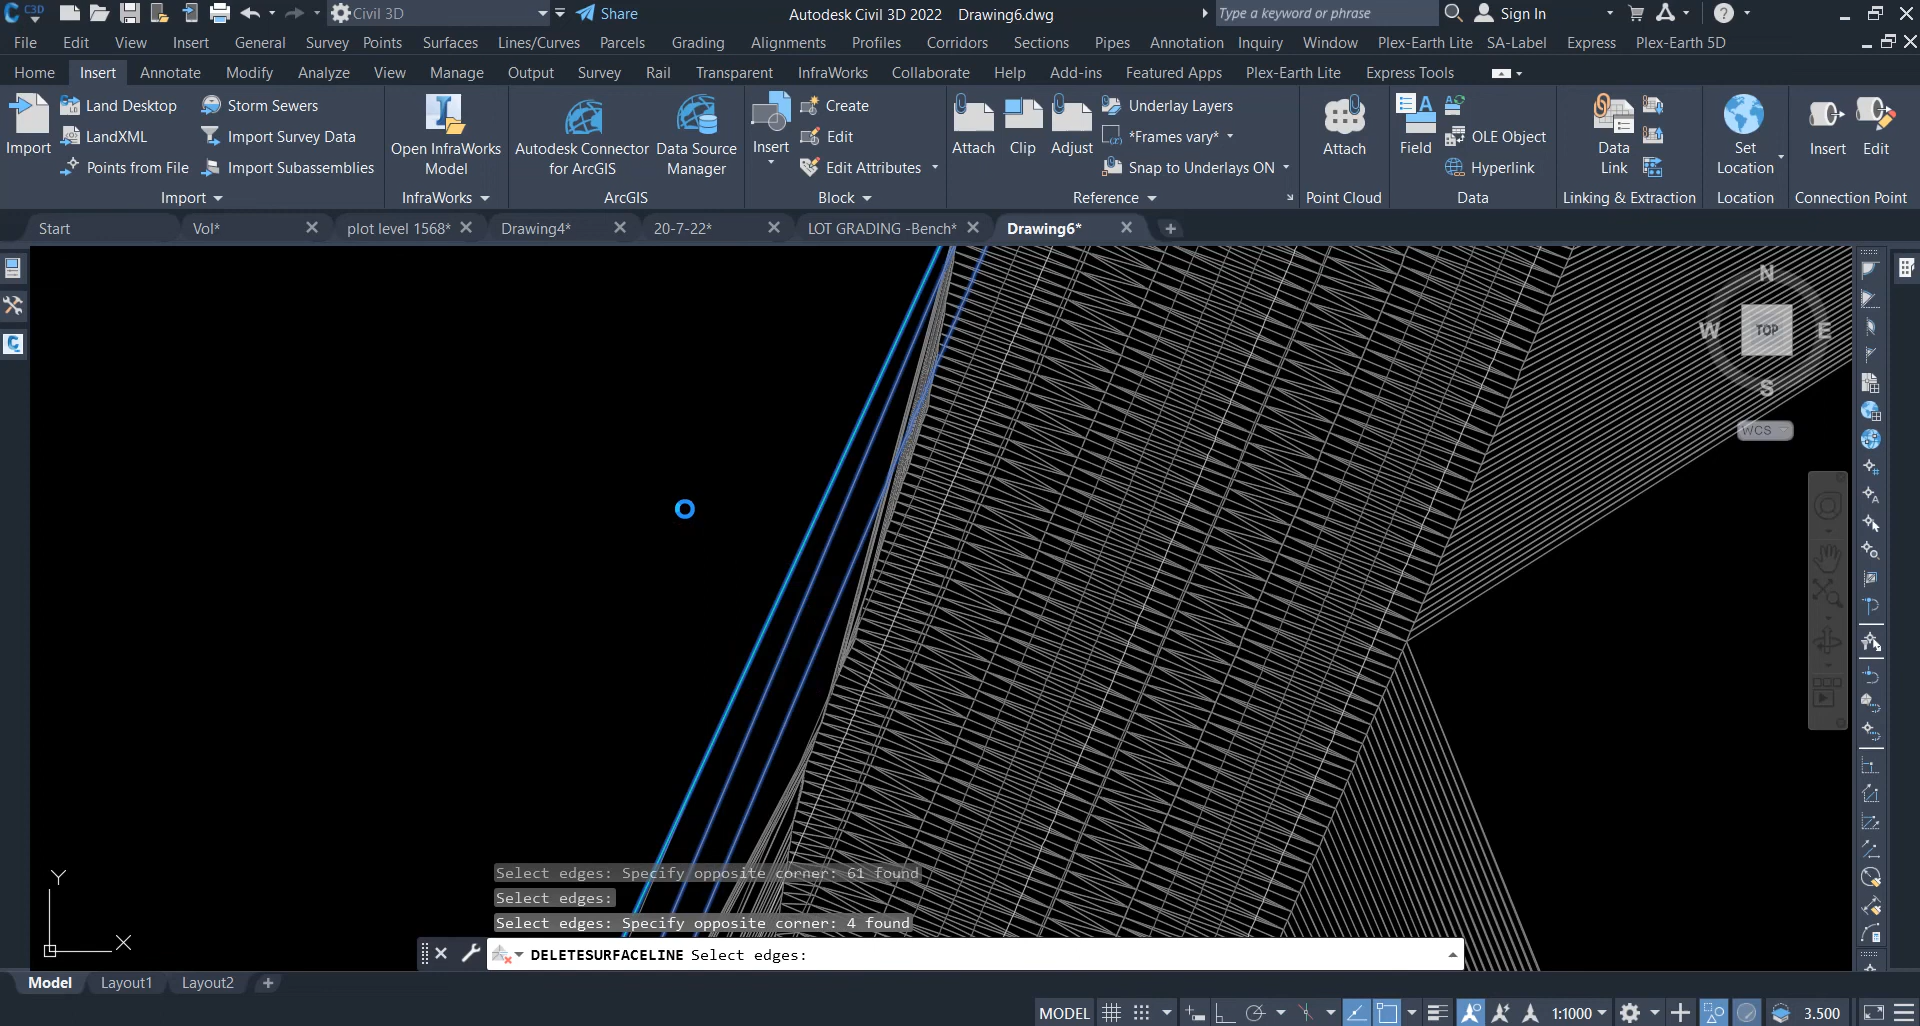 C3D
Civil 3D
Share
Autodesk Civil 3D 2022 Drawing6.dwg
Type a keyword or phrase
Sign In
File Edit View Insert General Survey Points Surfaces Lines/Curves Parcels Grading Alignments Profiles Corridors Sections Pipes Annotation Inquiry Window Plex-Earth Lite SA-Label Express Plex-Earth 5D
Home Insert Annotate Modify Analyze View Manage Output Survey Rail Transparent InfraWorks Collaborate Help Add-ins Featured Apps Plex-Earth Lite Express Tools
Import
Land Desktop
LandXML
Points from File
Storm Sewers
Import Survey Data
Import Subassemblies
Import
Open InfraWorks
Model
InfraWorks
Autodesk Connector
for ArcGIS
Data Source
Manager
ArcGIS
Insert
Create
Edit
Edit Attributes
Block
Attach
Clip
Adjust
Underlay Layers
*Frames vary*
Snap to Underlays ON
Reference
Attach
Point Cloud
Field
OLE Object
Hyperlink
Data
Data
Link
Linking & Extraction
Set
Location
Location
Insert
Edit
Connection Point
Start Vol* plot level 1568* Drawing4* 20-7-22* LOT GRADING -Bench* Drawing6*
N
W TOP E
S
WCS
Y
X
Select edges: Specify opposite corner: 61 found
Select edges:
Select edges: Specify opposite corner: 4 found
DELETESURFACELINE Select edges:
Model Layout1 Layout2
MODEL
1:1000
3.500